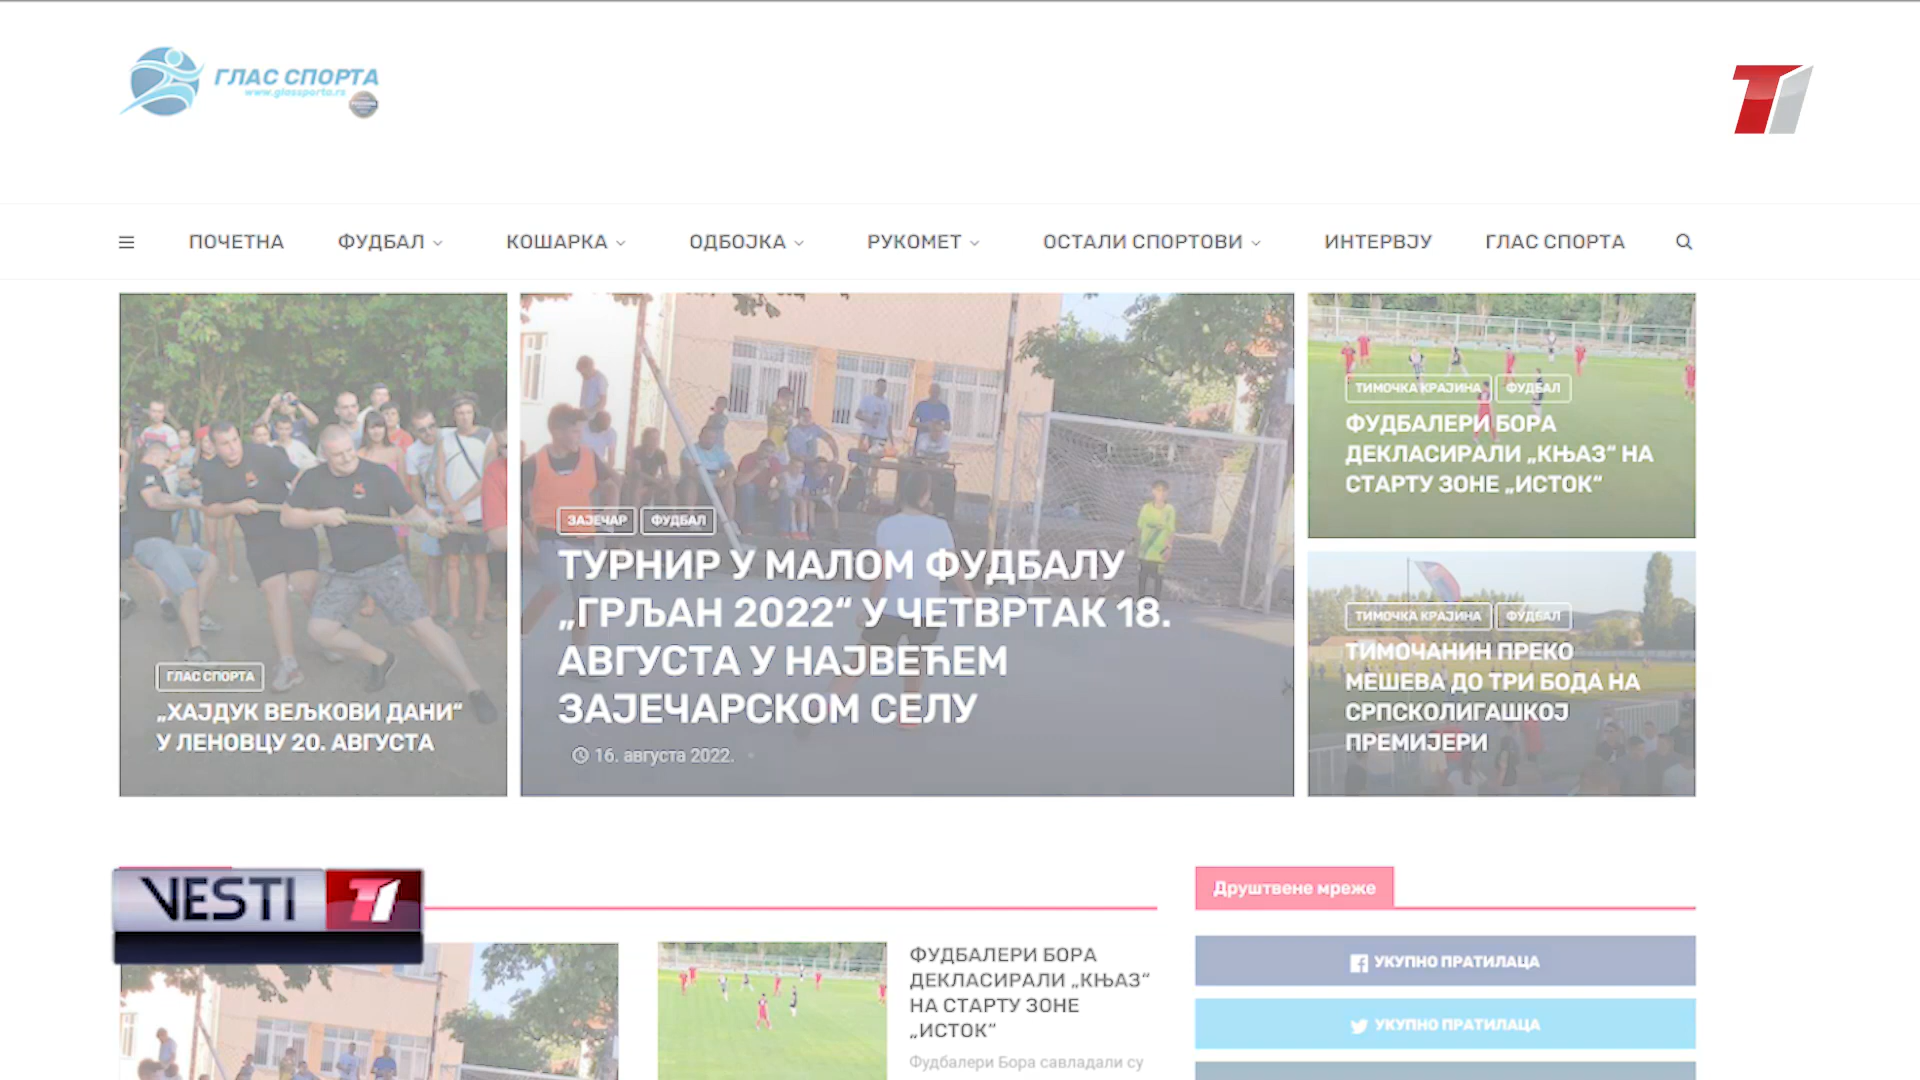 ГЛАС СПОРТА
www.glassporta.rs
T1
ПОЧЕТНА
ФУДБАЛ
КОШАРКА
ОДБОЈКА
РУКОМЕТ
ОСТАЛИ СПОРТОВИ
ИНТЕРВЈУ
ГЛАС СПОРТА
ГЛАС СПОРТА
„ХАЈДУК ВЕЉКОВИ ДАНИ“
У ЛЕНОВЦУ 20. АВГУСТА
ЗАЈЕЧАР ФУДБАЛ
ТУРНИР У МАЛОМ ФУДБАЛУ
„ГРЉАН 2022“ У ЧЕТВРТАК 18.
АВГУСТА У НАЈВЕЋЕМ
ЗАЈЕЧАРСКОМ СЕЛУ
16. августа 2022.
ТИМОЧКА КРАЈИНА ФУДБАЛ
ФУДБАЛЕРИ БОРА
ДЕКЛАСИРАЛИ „КЊАЗ“ НА
СТАРТУ ЗОНЕ „ИСТОК“
ТИМОЧКА КРАЈИНА ФУДБАЛ
ТИМОЧАНИН ПРЕКО
МЕШЕВА ДО ТРИ БОДА НА
СРПСКОЛИГАШКОЈ
ПРЕМИЈЕРИ
VESTI T1
ФУДБАЛЕРИ БОРА
ДЕКЛАСИРАЛИ „КЊАЗ“
НА СТАРТУ ЗОНЕ
„ИСТОК“
Фудбалери Бора савладали су
Друштвене мреже
УКУПНО ПРАТИЛАЦА
УКУПНО ПРАТИЛАЦА